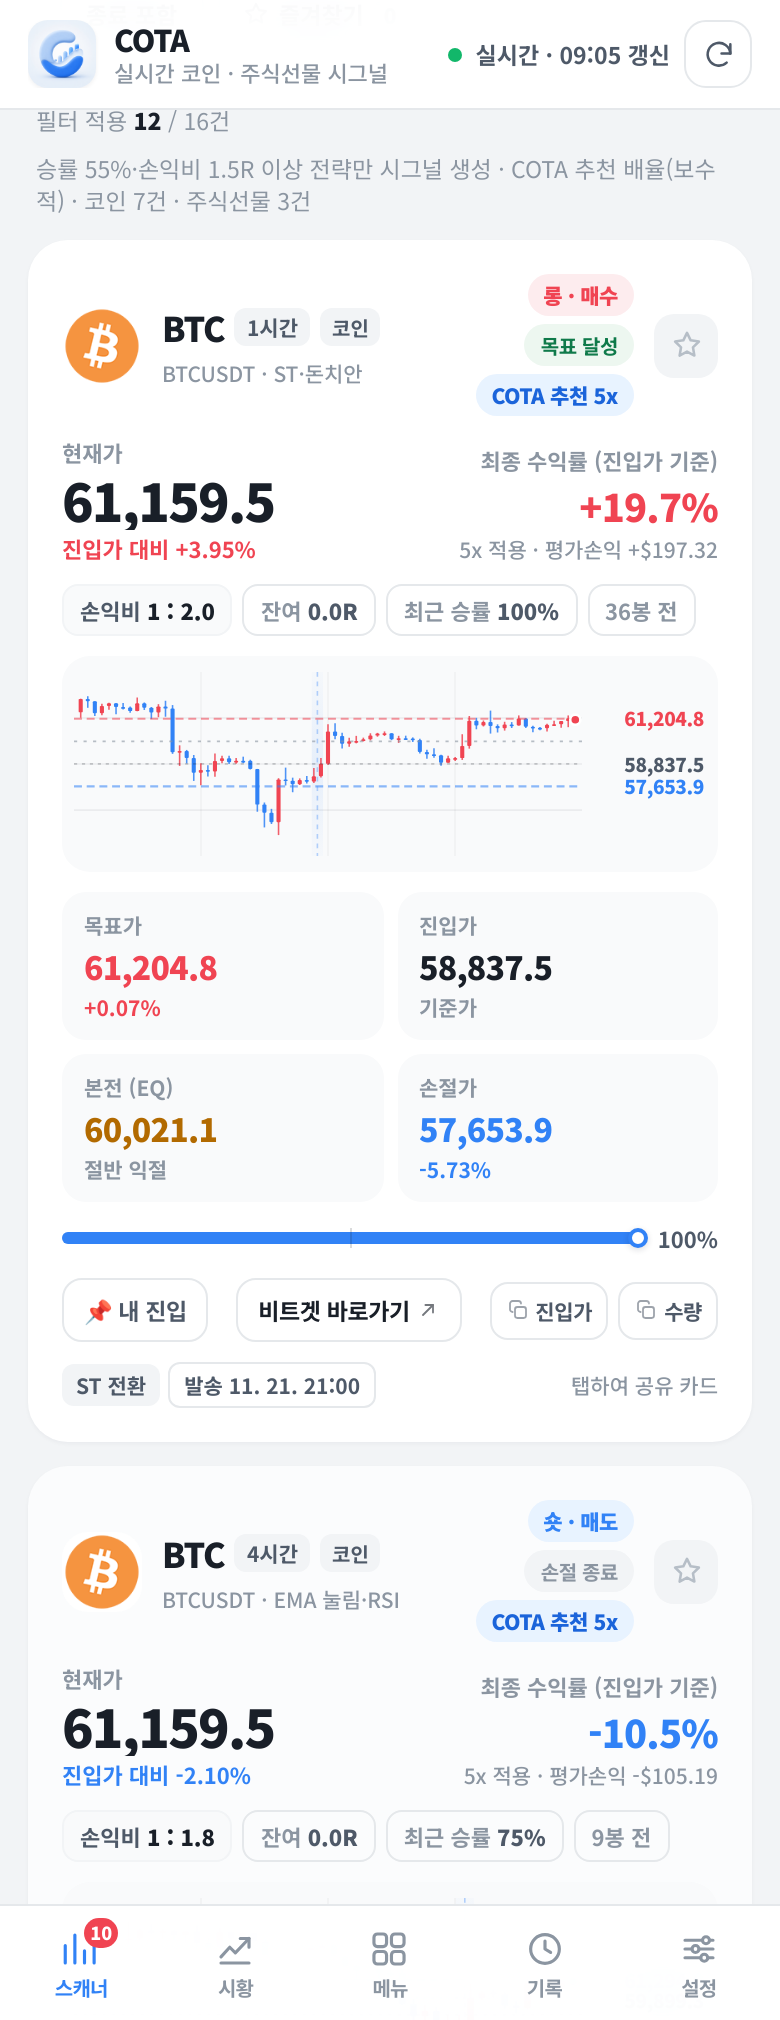 COTA
실시간 코인 · 주식선물 시그널
실시간 · 09:05 갱신
필터 적용 12 / 16건
승률 55%·손익비 1.5R 이상 전략만 시그널 생성 · COTA 추천 배율(보수
적) · 코인 7건 · 주식선물 3건
롱 · 매수
BTC 1시간 코인
목표 달성
BTCUSDT · ST·돈치안
COTA 추천 5x
현재가
최종 수익률 (진입가 기준)
61,159.5
+19.7%
진입가 대비 +3.95%
5x 적용 · 평가손익 +$197.32
손익비 1 : 2.0
잔여 0.0R
최근 승률 100%
36봉 전
61,204.8
58,837.5
57,653.9
목표가
61,204.8
+0.07%
진입가
58,837.5
기준가
본전 (EQ)
60,021.1
절반 익절
손절가
57,653.9
-5.73%
100%
📌 내 진입
비트겟 바로가기 ↗
진입가
수량
ST 전환
발송 11. 21. 21:00
탭하여 공유 카드
숏 · 매도
BTC 4시간 코인
손절 종료
BTCUSDT · EMA 눌림·RSI
COTA 추천 5x
현재가
최종 수익률 (진입가 기준)
61,159.5
-10.5%
진입가 대비 -2.10%
5x 적용 · 평가손익 -$105.19
손익비 1 : 1.8
잔여 0.0R
최근 승률 75%
9봉 전
10
스캐너
시황
메뉴
기록
설정